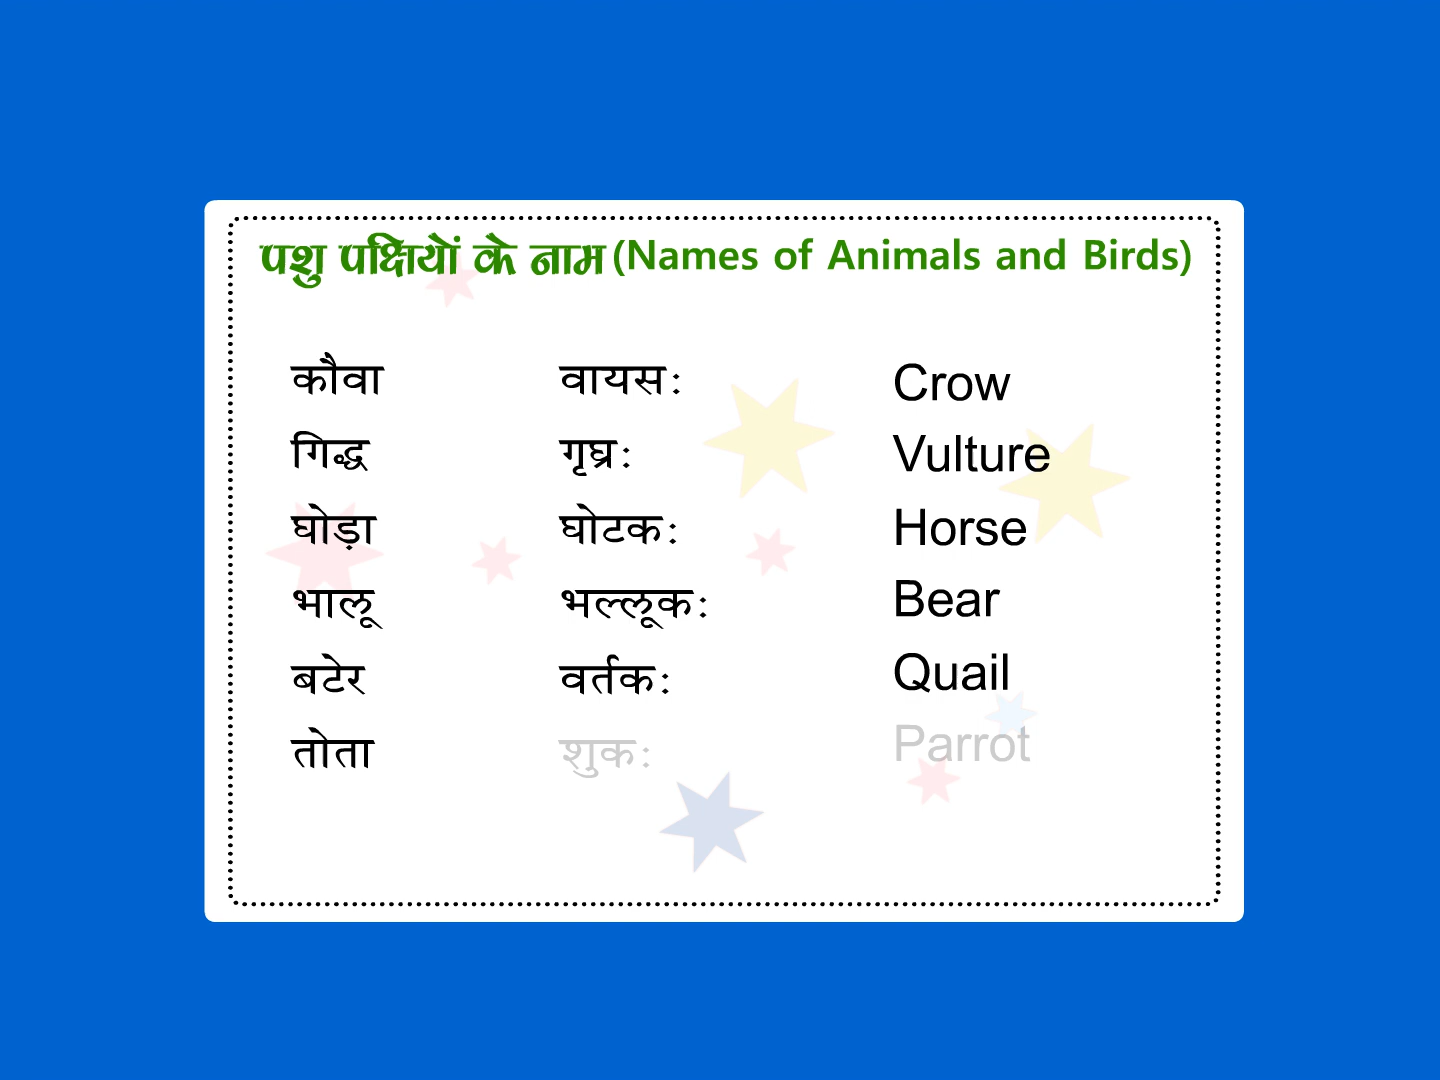 पशु पक्षियों के नाम (Names of Animals and Birds)
कौवा वायसः Crow
गिद्ध गृघ्रः Vulture
घोड़ा घोटकः Horse
भालू भल्लूकः Bear
बटेर वर्तकः Quail
तोता शुकः Parrot